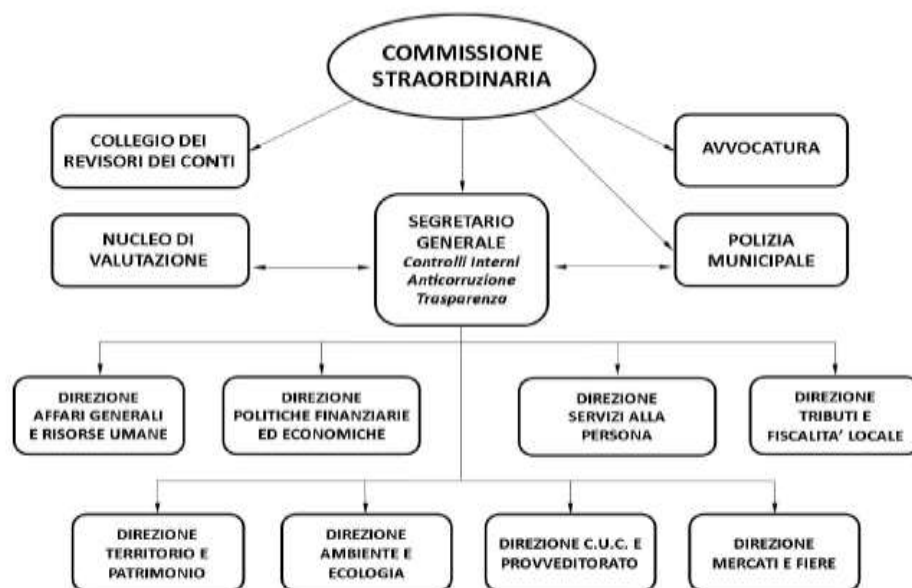 COMMISSIONE
STRAORDINARIA
COLLEGIO DEI
REVISORI DEI CONTI
AVVOCATURA
NUCLEO DI
VALUTAZIONE
SEGRETARIO
GENERALE
Controlli Interni
Anticorruzione
Trasparenza
POLIZIA
MUNICIPALE
DIREZIONE
AFFARI GENERALI
E RISORSE UMANE
DIREZIONE
POLITICHE FINANZIARIE
ED ECONOMICHE
DIREZIONE
SERVIZI ALLA
PERSONA
DIREZIONE
TRIBUTI E
FISCALITA' LOCALE
DIREZIONE
TERRITORIO E
PATRIMONIO
DIREZIONE
AMBIENTE E
ECOLOGIA
DIREZIONE C.U.C. E
PROVVEDITORATO
DIREZIONE
MERCATI E FIERE